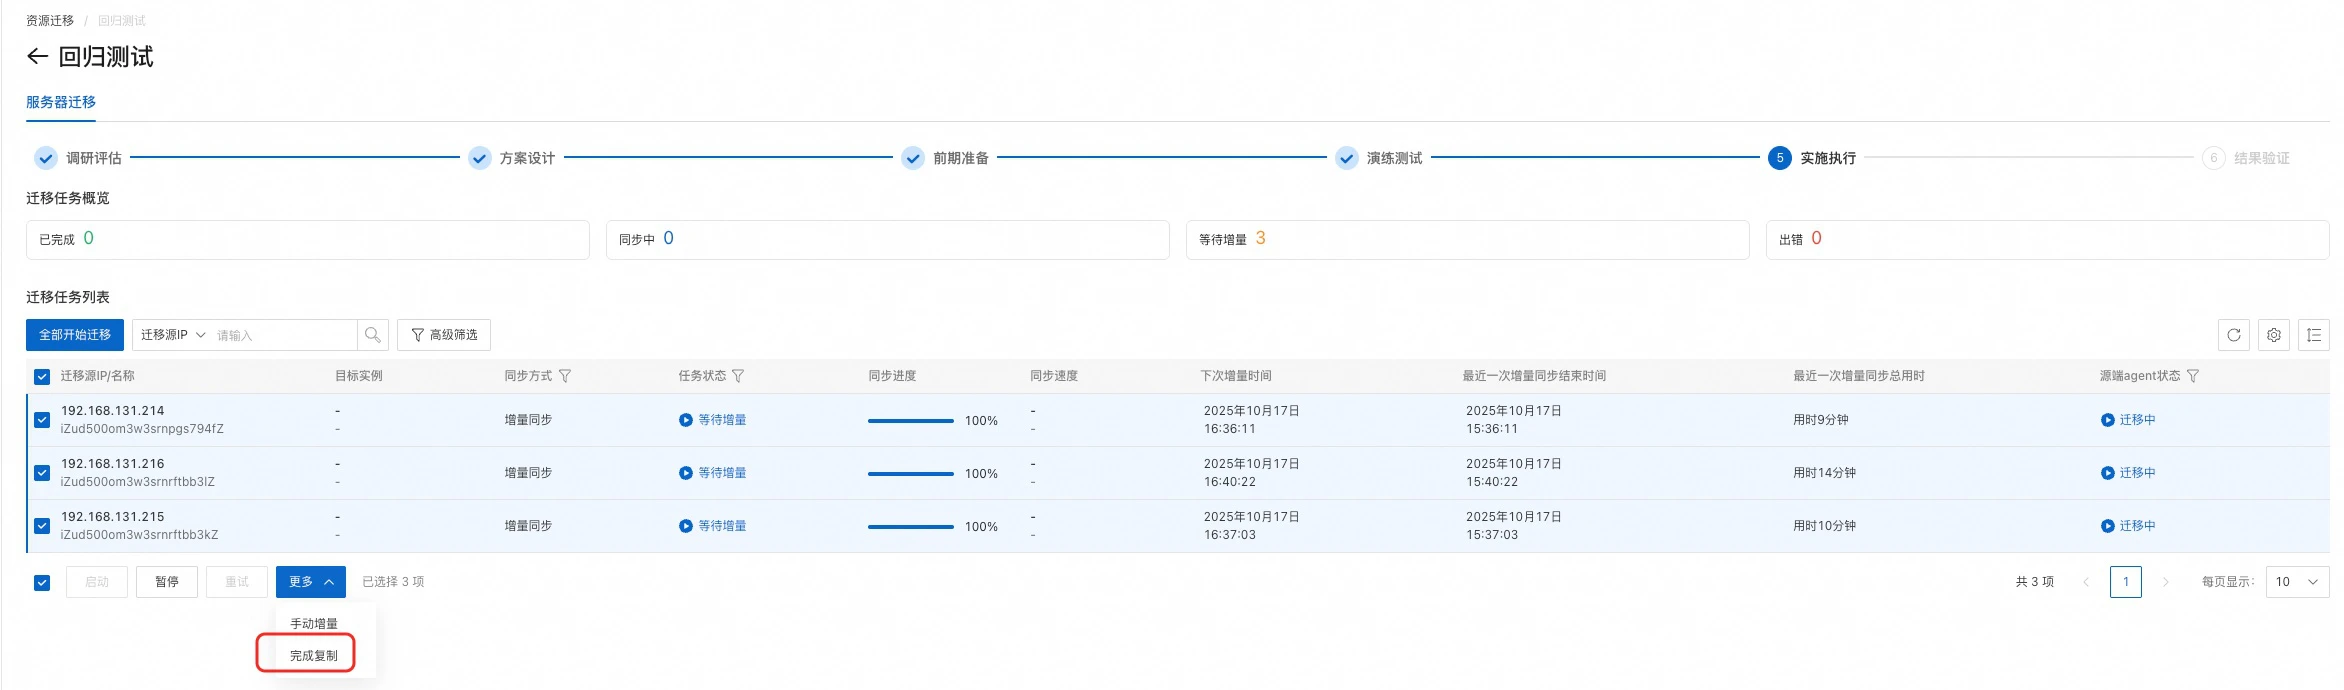 资源迁移 / 回归测试
回归测试
服务器迁移
调研评估 方案设计 前期准备 演练测试 5 实施执行 6 结果验证
迁移任务概览
已完成 0 同步中 0 等待增量 3 出错 0
迁移任务列表
全部开始迁移 迁移源IP 请输入 高级筛选
迁移源IP/名称 目标实例 同步方式 任务状态 同步进度 同步速度 下次增量时间 最近一次增量同步结束时间 最近一次增量同步总用时 源端agent状态
192.168.131.214 - - 2025年10月17日 2025年10月17日
增量同步 等待增量 100% 用时9分钟 迁移中
iZud500om3w3srnpgs794fZ - - 16:36:11 15:36:11
192.168.131.216 - - 2025年10月17日 2025年10月17日
增量同步 等待增量 100% 用时14分钟 迁移中
iZud500om3w3srnrftbb3lZ - - 16:40:22 15:40:22
192.168.131.215 - - 2025年10月17日 2025年10月17日
增量同步 等待增量 100% 用时10分钟 迁移中
iZud500om3w3srnrftbb3kZ - - 16:37:03 15:37:03
启动 暂停 重试 更多 已选择 3 项 共 3 项 1 每页显示: 10
手动增量
完成复制